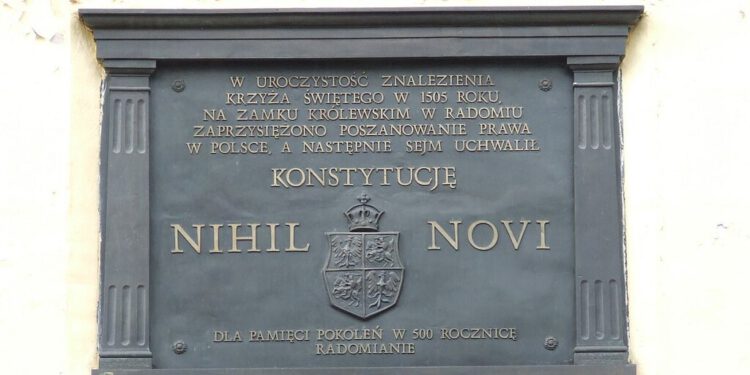 W UROCZYSTOŚĆ ZNALEZIENIA
KRZYŻA ŚWIĘTEGO W 1505 ROKU,
NA ZAMKU KRÓLEWSKIM W RADOMIU
ZAPRZYSIĘŻONO POSZANOWANIE PRAWA
W POLSCE, A NASTĘPNIE SEJM UCHWALIŁ
KONSTYTUCJĘ
NIHIL NOVI
DLA PAMIĘCI POKOLEŃ W 500 ROCZNICĘ
RADOMIANIE